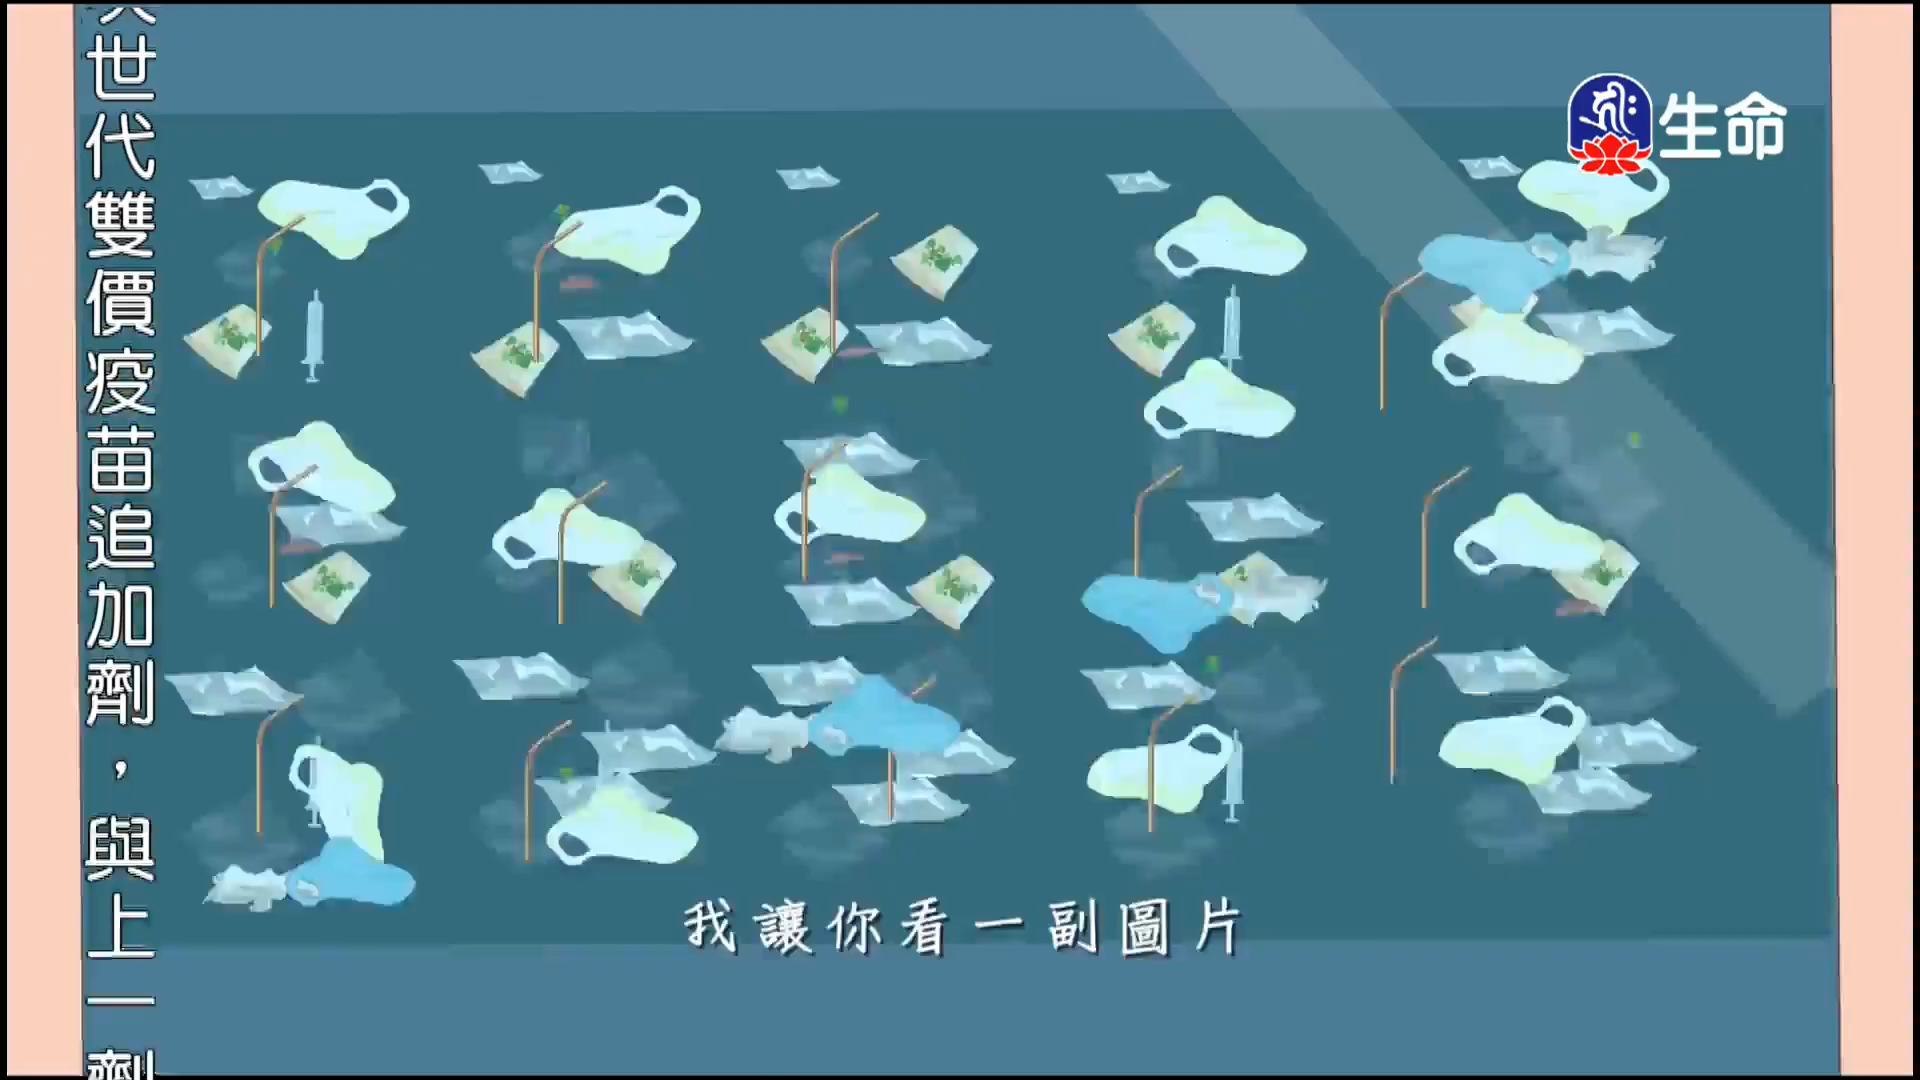 世代雙價疫苗追加劑，與上一劑
生命
我讓你看一副圖片